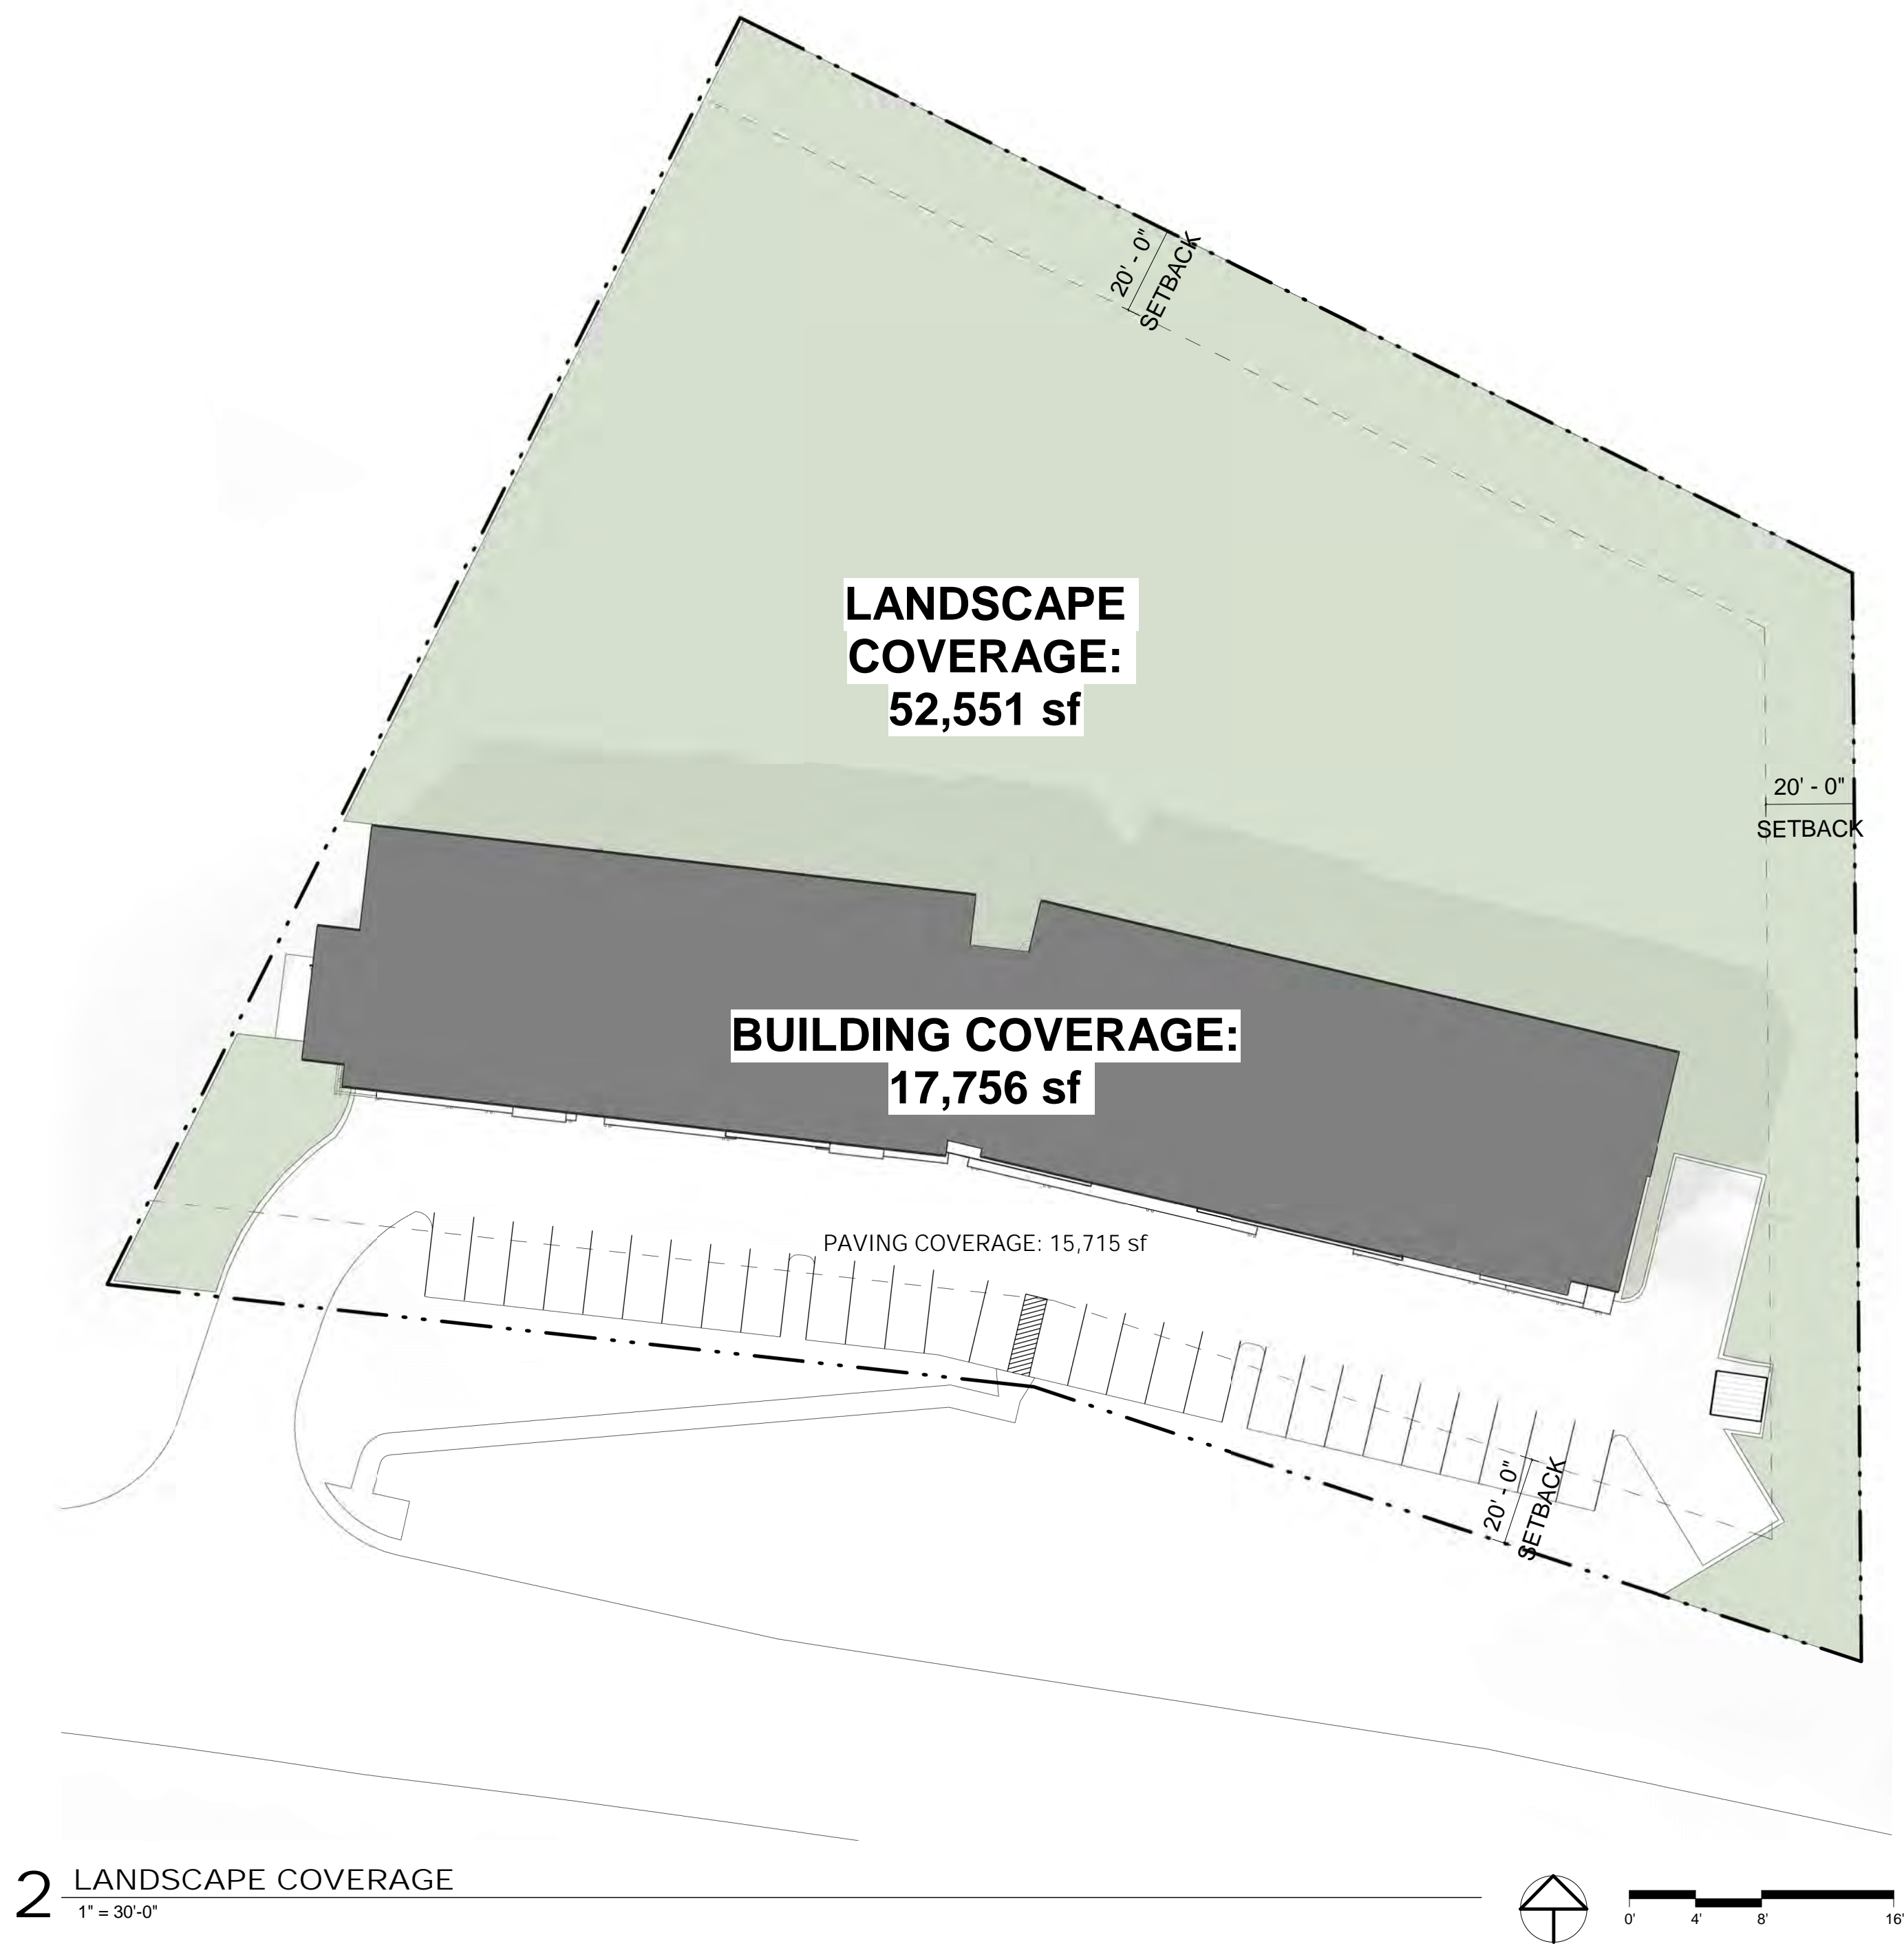 20' - 0"
SETBACK
LANDSCAPE
COVERAGE:
52,551 sf
20' - 0"
SETBACK
BUILDING COVERAGE:
17,756 sf
PAVING COVERAGE: 15,715 sf
20' - 0"
SETBACK
2 LANDSCAPE COVERAGE
1" = 30'-0"
0' 4' 8' 16'